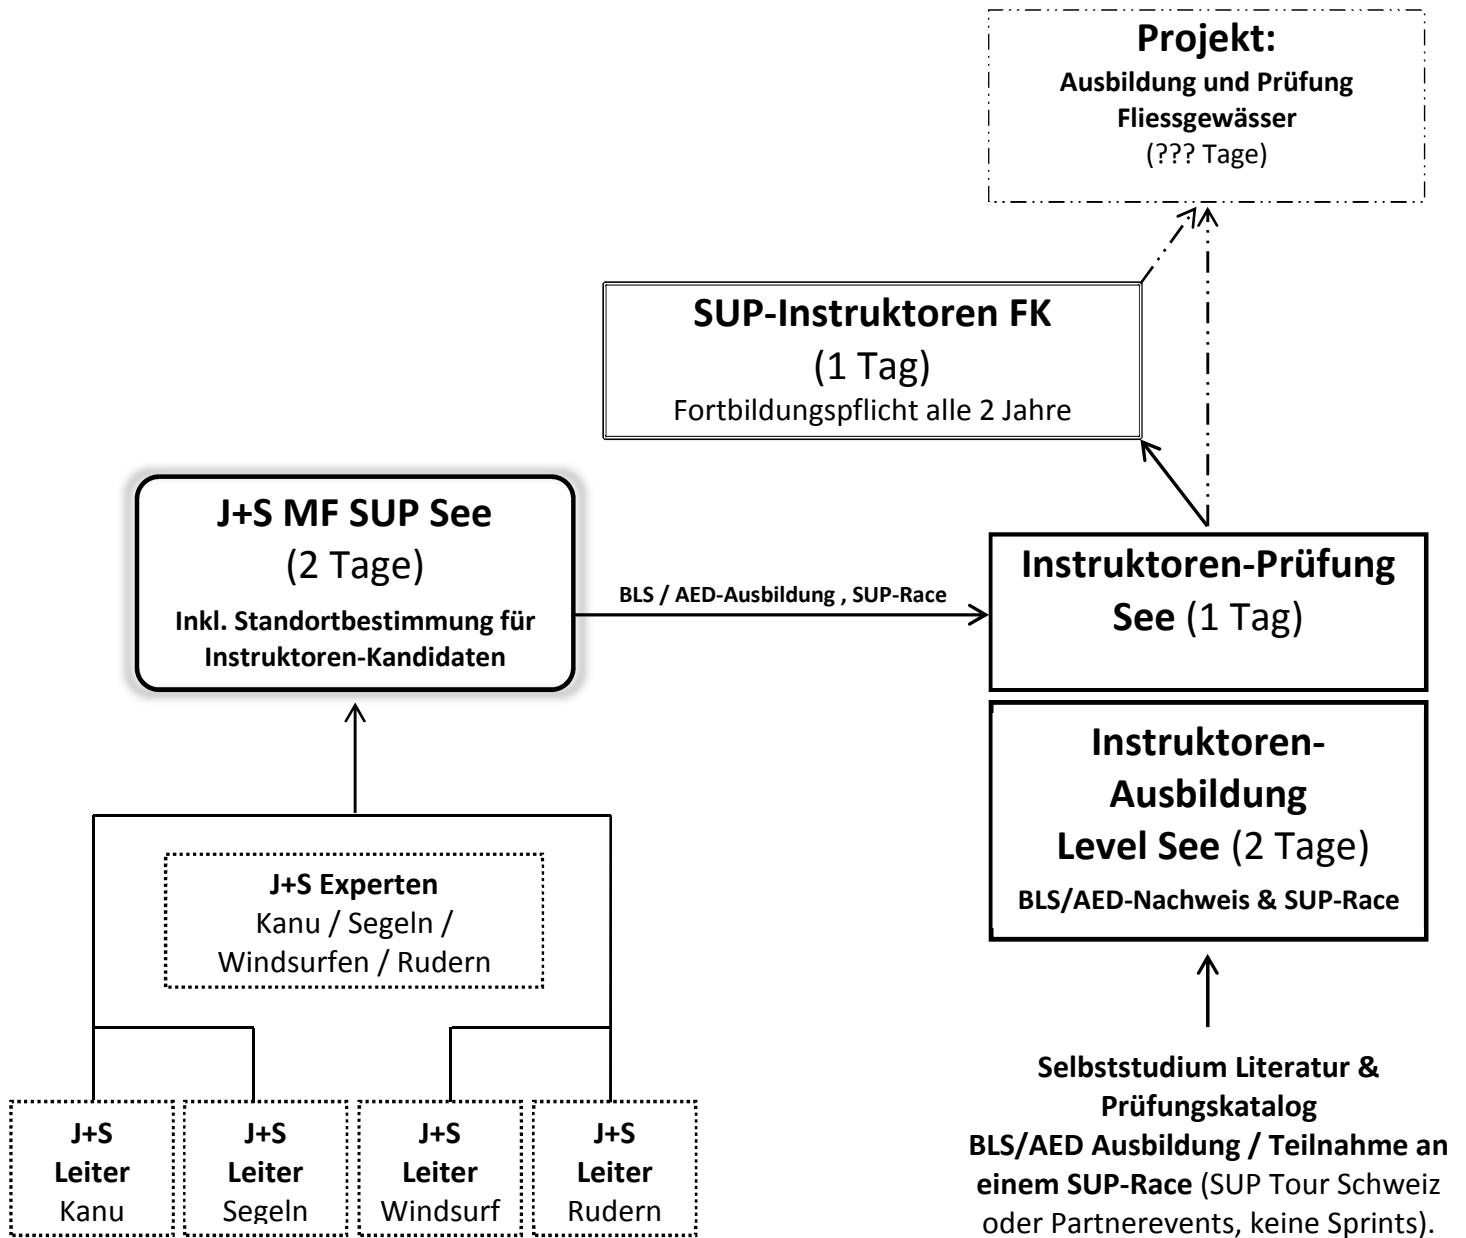 Projekt:
Ausbildung und Prüfung
Fliessgewässer
(??? Tage)
SUP-Instruktoren FK
(1 Tag)
Fortbildungspflicht alle 2 Jahre
J+S MF SUP See
(2 Tage)
Inkl. Standortbestimmung für
Instruktoren-Kandidaten
BLS / AED-Ausbildung , SUP-Race
Instruktoren-Prüfung
See (1 Tag)
Instruktoren-
Ausbildung
Level See (2 Tage)
BLS/AED-Nachweis & SUP-Race
J+S Experten
Kanu / Segeln /
Windsurfen / Rudern
J+S
Leiter
Kanu
J+S
Leiter
Segeln
J+S
Leiter
Windsurf
J+S
Leiter
Rudern
Selbststudium Literatur &
Prüfungskatalog
BLS/AED Ausbildung / Teilnahme an
einem SUP-Race (SUP Tour Schweiz
oder Partnerevents, keine Sprints).